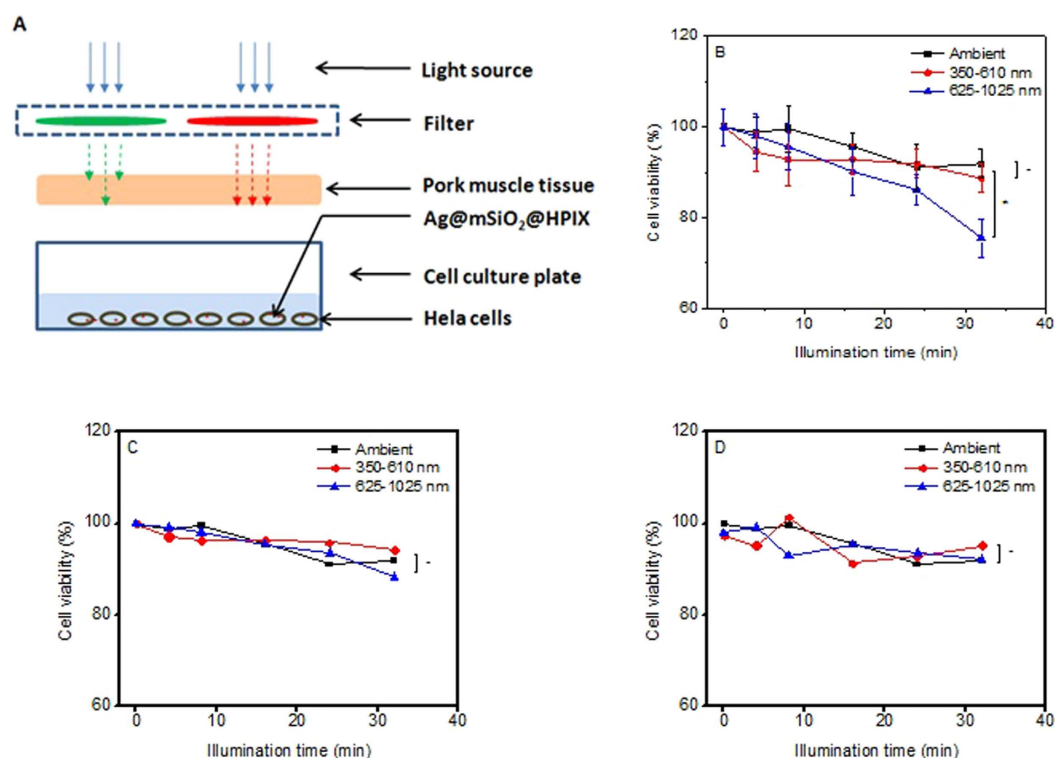 A
Light source
Filter
Pork muscle tissue
Ag@mSiO₂@HPIX
Cell culture plate
Hela cells
B
Ambient
350-610 nm
625-1025 nm
120
100
80
60
Cell viability (%)
]-
*
0 10 20 30 40
Illumination time (min)
C
Ambient
350-610 nm
625-1025 nm
120
100
80
60
Cell viability (%)
]-
0 10 20 30 40
Illumination time (min)
D
Ambient
350-610 nm
625-1025 nm
120
100
80
60
Cell viability (%)
]-
0 10 20 30 40
Illumination time (min)